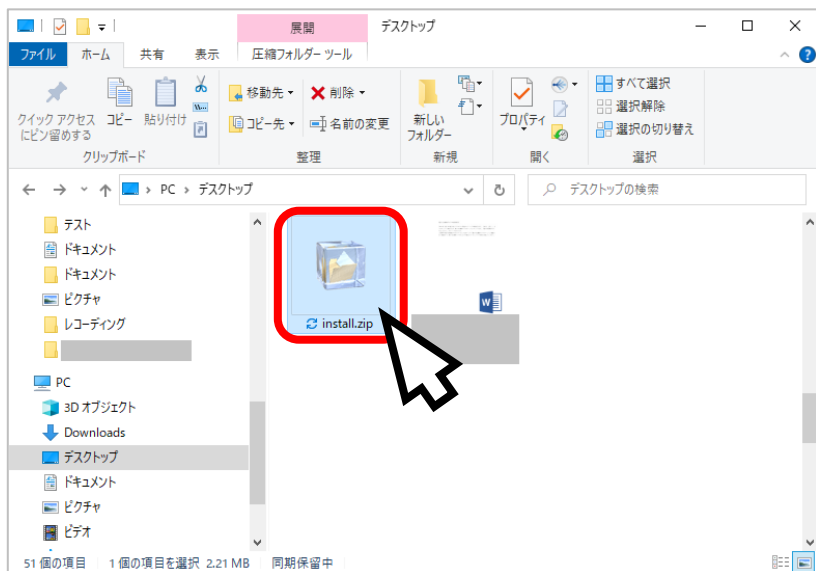 展開
デスクトップ
ファイル ホーム 共有 表示 圧縮フォルダー ツール
クイック アクセス
にピン留めする
コピー
貼り付け
移動先
コピー先
削除
名前の変更
新しい
フォルダー
プロパティ
すべて選択
選択解除
選択の切り替え
クリップボード 整理 新規 開く 選択
PC デスクトップ
デスクトップの検索
テスト
ドキュメント
ドキュメント
ピクチャ
レコーディング
PC
3D オブジェクト
Downloads
デスクトップ
ドキュメント
ピクチャ
ビデオ
install.zip
W
51 個の項目 1 個の項目を選択 2.21 MB 同期保留中